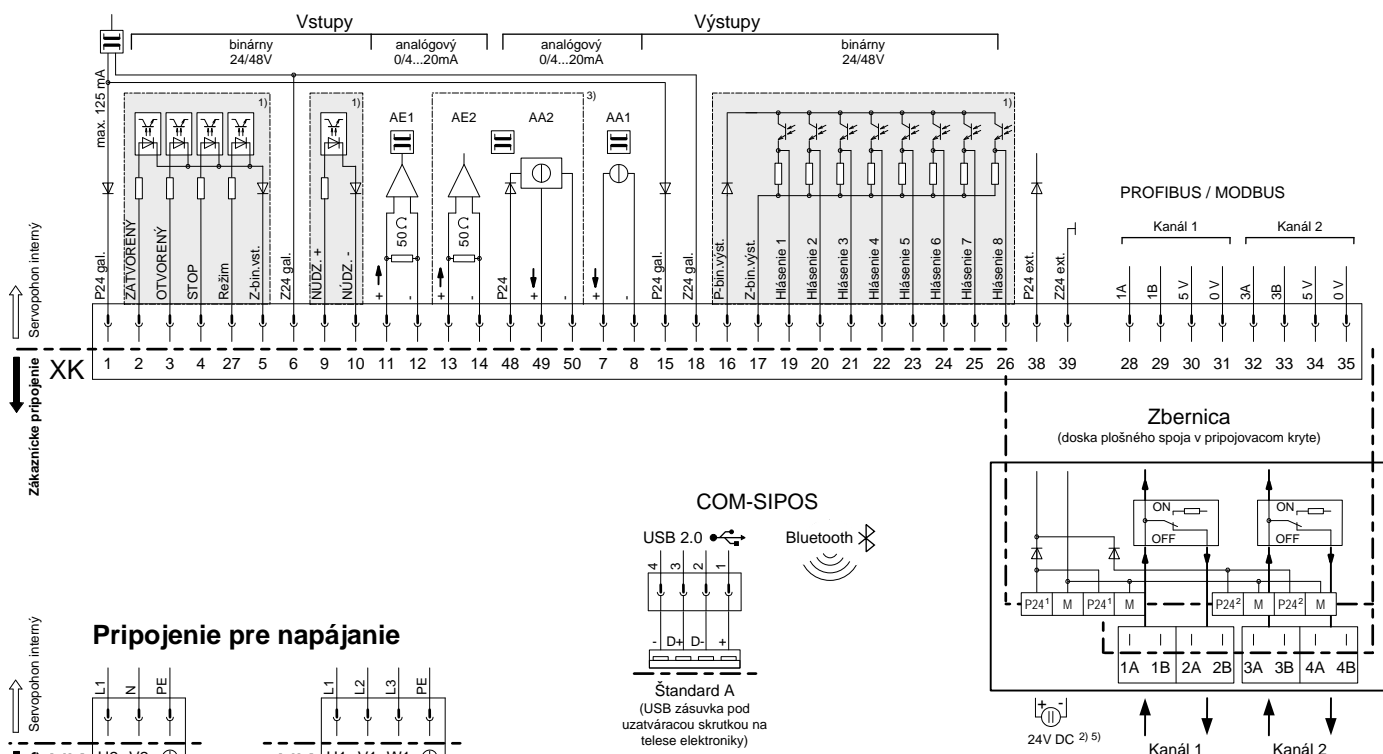 Vstupy
Výstupy
binárny
24/48V
analógový
0/4...20mA
analógový
0/4...20mA
binárny
24/48V
max. 125 mA
1)
1)
3)
1)
AE1
AE2
AA2
AA1
50 Ω
50 Ω
PROFIBUS / MODBUS
Kanál 1
Kanál 2
Servopohon interný
P24 gal.
ZATVORENÝ
OTVORENÝ
STOP
Režim
Z-bin.vst.
Z24 gal.
NÚDZ. +
NÚDZ. -
+
-
+
-
P24
+
-
+
-
P24 gal.
Z24 gal.
P-bin.výst.
Z-bin.výst.
Hlásenie 1
Hlásenie 2
Hlásenie 3
Hlásenie 4
Hlásenie 5
Hlásenie 6
Hlásenie 7
Hlásenie 8
P24 ext.
Z24 ext.
1A
1B
5 V
0 V
3A
3B
5 V
0 V
XK 1 2 3 4 27 5 6 9 10 11 12 13 14 48 49 50 7 8 15 18 16 17 19 20 21 22 23 24 25 26 38 39 28 29 30 31 32 33 34 35
Zákaznícke pripojenie
Zbernica
(doska plošného spoja v pripojovacom kryte)
ON
OFF
ON
OFF
P24¹ M P24¹ M
P24² M P24² M
1A 1B 2A 2B 3A 3B 4A 4B
+ -
24V DC 2) 5)
Kanál 1
Kanál 2
COM-SIPOS
USB 2.0
Bluetooth
4 3 2 1
- D+ D- +
Štandard A
(USB zásuvka pod
uzatváracou skrutkou na
telese elektroniky)
Pripojenie pre napájanie
Servopohon interný
L1
N
PE
L1
L2
L3
PE